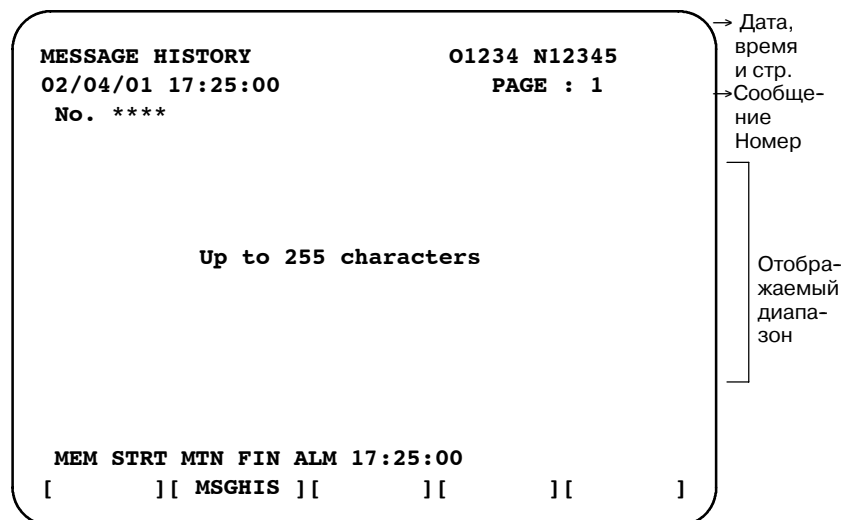 MESSAGE HISTORY O1234 N12345
02/04/01 17:25:00 PAGE : 1
No. ****
Up to 255 characters
MEM STRT MTN FIN ALM 17:25:00
[ ][ MSGHIS ][ ][ ][ ]
→ Дата,
время
и стр.
→Сообще-
ние
Номер
Отобра-
жаемый
диапа-
зон